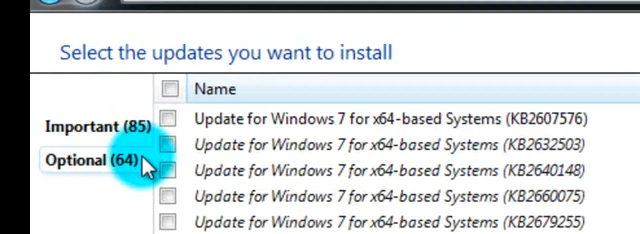 Select the updates you want to install
Name
Important (85)
Optional (64)
Update for Windows 7 for x64-based Systems (KB2607576)
Update for Windows 7 for x64-based Systems (KB2632503)
Update for Windows 7 for x64-based Systems (KB2640148)
Update for Windows 7 for x64-based Systems (KB2660075)
Update for Windows 7 for x64-based Systems (KB2679255)